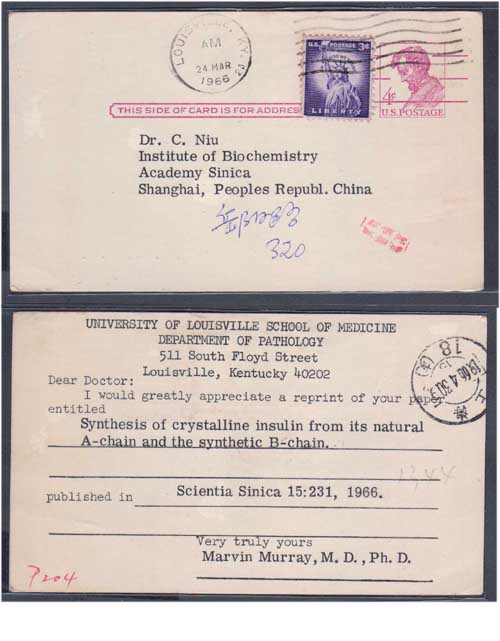 LOUISVILLE, KY.
AM
24 MAR
1966
U.S. POSTAGE 3¢
LIBERTY
4¢
U.S. POSTAGE
THIS SIDE OF CARD IS FOR ADDRESS
Dr. C. Niu
Institute of Biochemistry
Academy Sinica
Shanghai, Peoples Republ. China
320
UNIVERSITY OF LOUISVILLE SCHOOL OF MEDICINE
DEPARTMENT OF PATHOLOGY
511 South Floyd Street
Louisville, Kentucky 40202
Dear Doctor:
I would greatly appreciate a reprint of your paper
entitled
Synthesis of crystalline insulin from its natural
A-chain and the synthetic B-chain.
published in Scientia Sinica 15:231, 1966.
Very truly yours
Marvin Murray, M. D., Ph. D.
P204